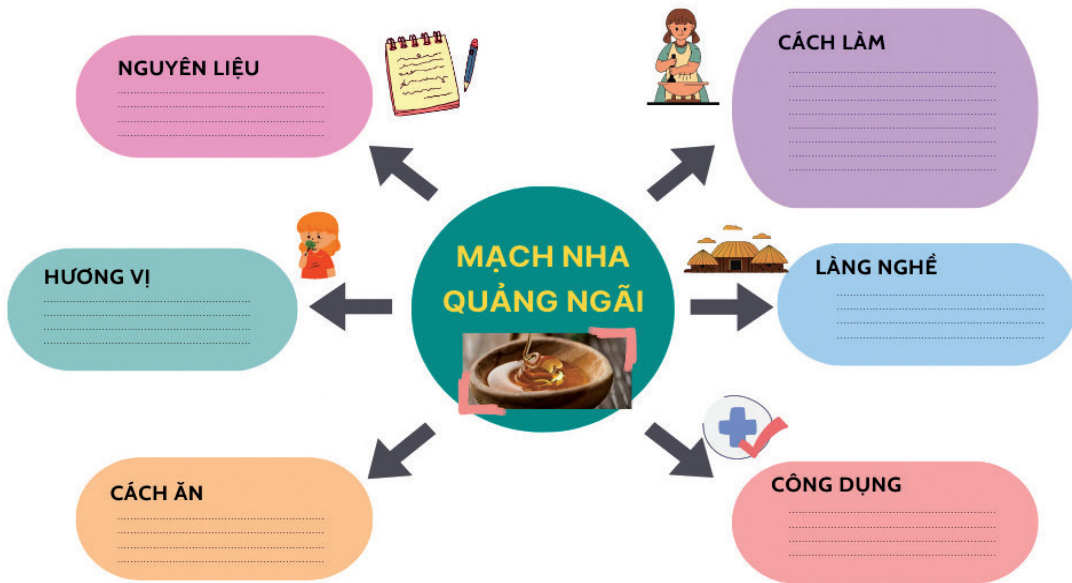 NGUYÊN LIỆU
CÁCH LÀM
MẠCH NHA
QUẢNG NGÃI
HƯƠNG VỊ
LÀNG NGHỀ
CÁCH ĂN
CÔNG DỤNG